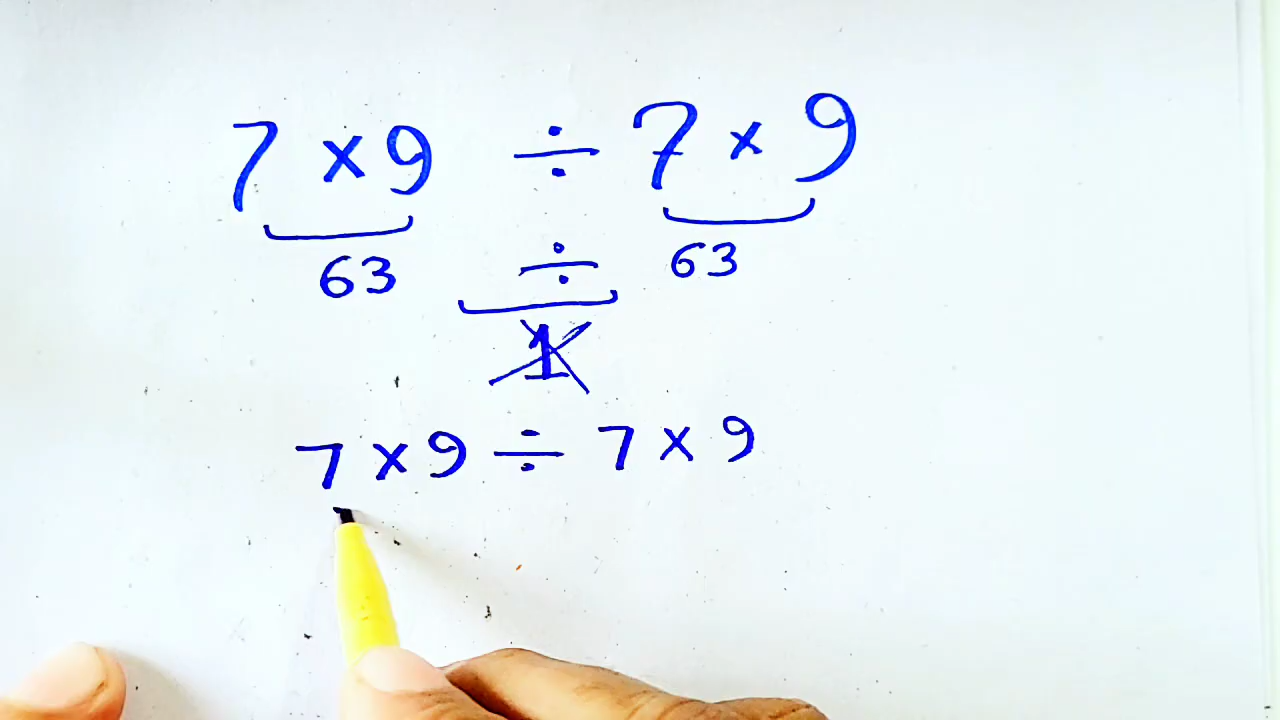 7 × 9 ÷ 7 × 9
63 ÷ 63
1
7 × 9 ÷ 7 × 9